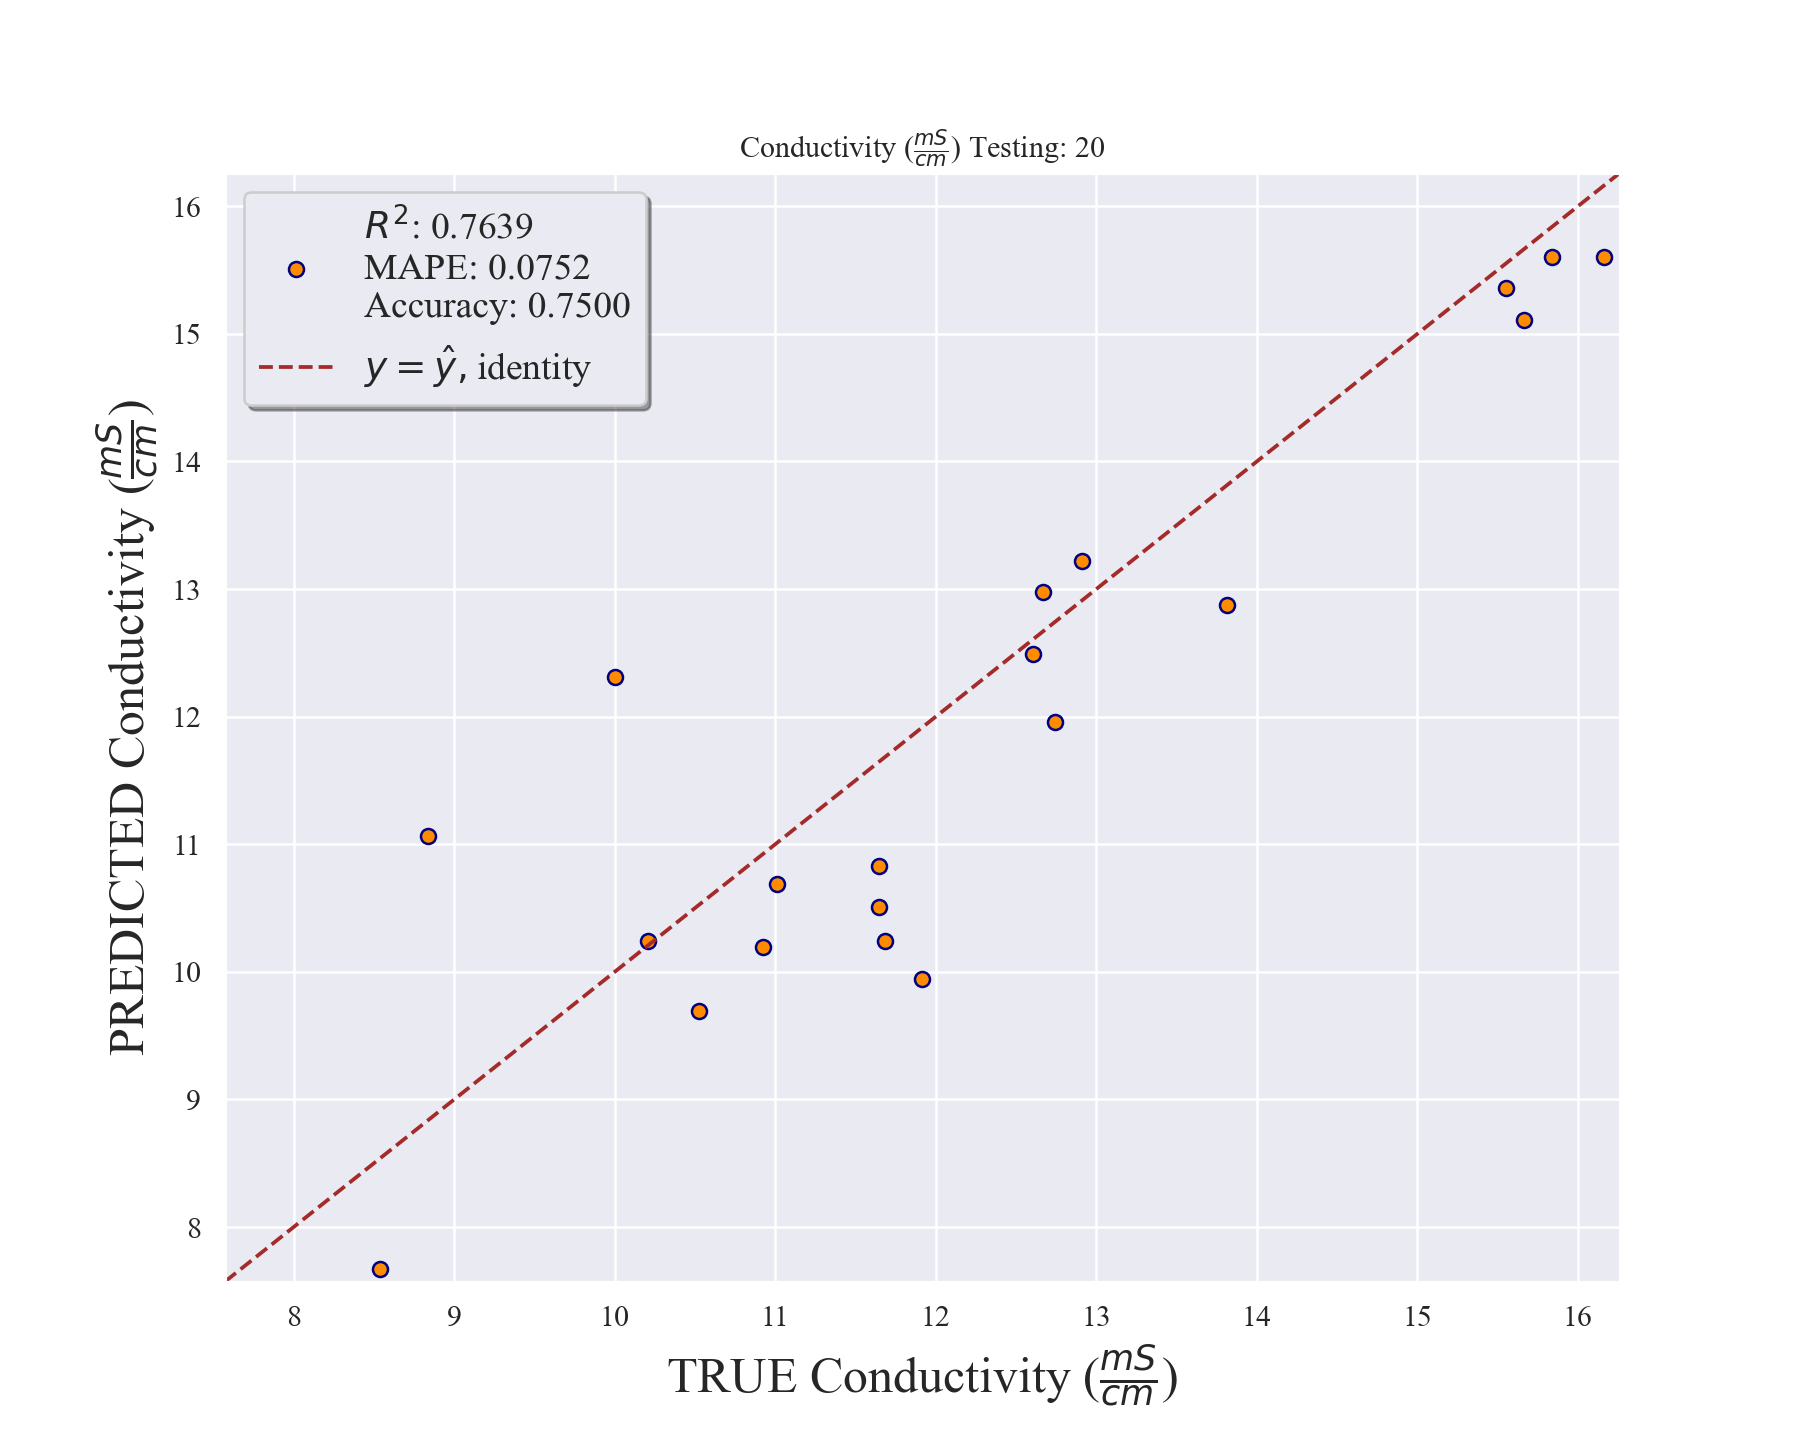 Conductivity (mS/cm) Testing: 20
R²: 0.7639
MAPE: 0.0752
Accuracy: 0.7500
y = ŷ, identity
PREDICTED Conductivity (mS/cm)
16
15
14
13
12
11
10
9
8
8 9 10 11 12 13 14 15 16
TRUE Conductivity (mS/cm)